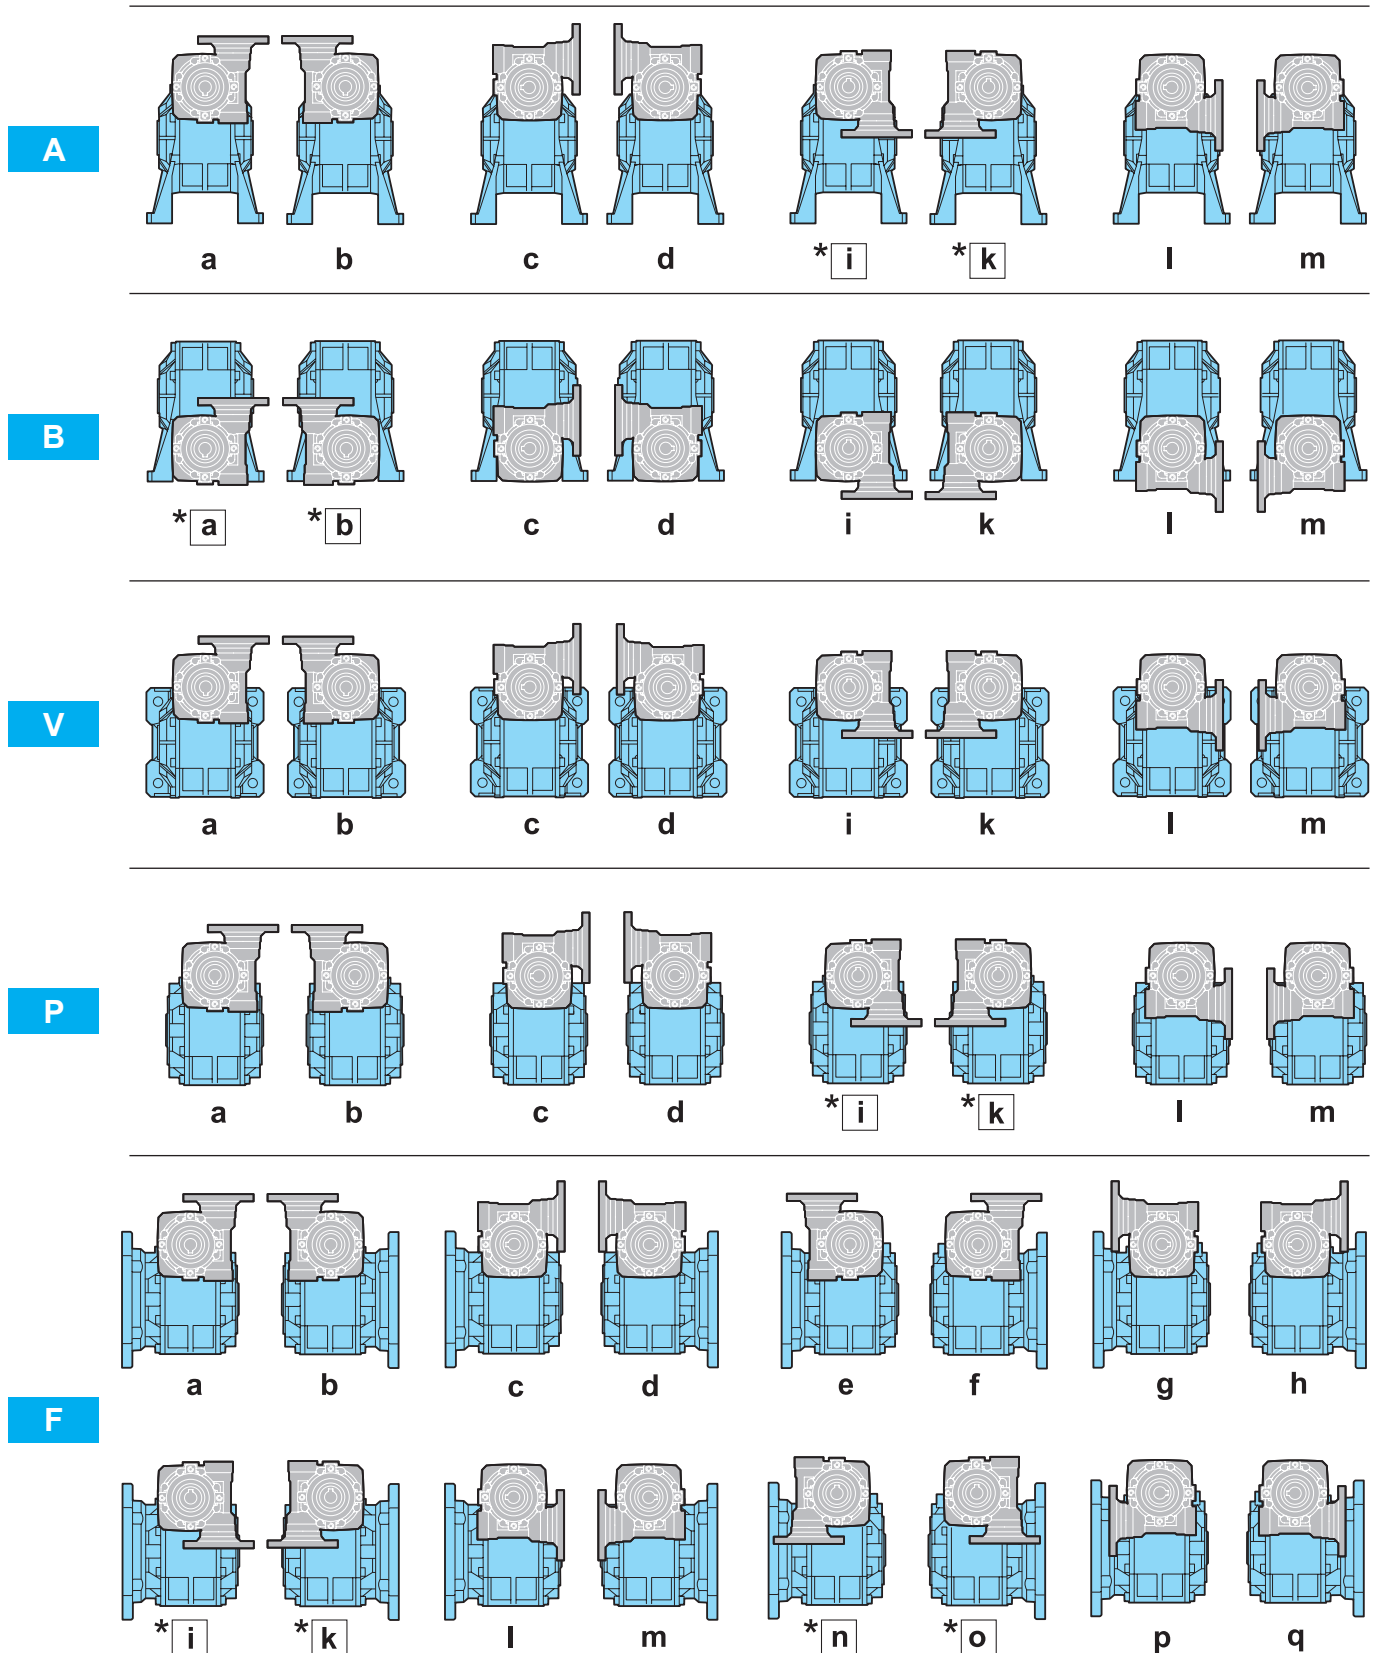 A
a b c d * i * k l m
B
* a * b c d i k l m
V
a b c d i k l m
P
a b c d * i * k l m
F
a b c d e f g h
* i * k l m * n * o p q